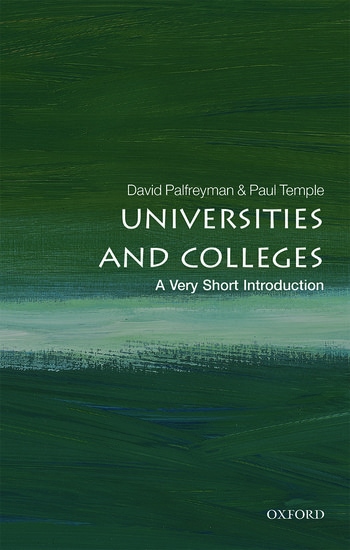 David Palfreyman & Paul Temple
UNIVERSITIES
AND COLLEGES
A Very Short Introduction
OXFORD